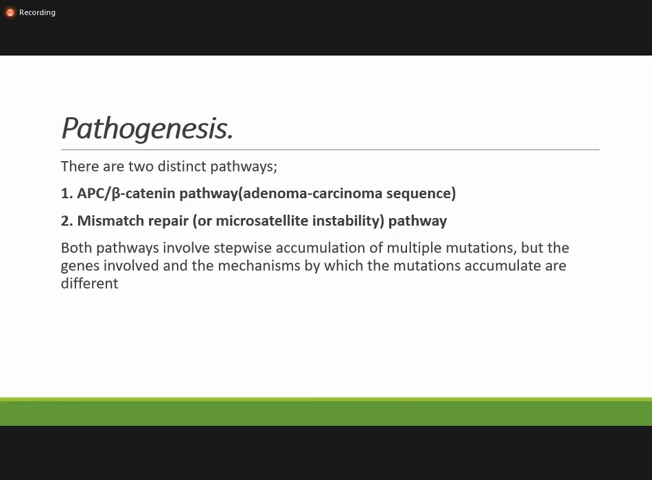 Recording
Pathogenesis.
There are two distinct pathways;
1. APC/β-catenin pathway(adenoma-carcinoma sequence)
2. Mismatch repair (or microsatellite instability) pathway
Both pathways involve stepwise accumulation of multiple mutations, but the
genes involved and the mechanisms by which the mutations accumulate are
different